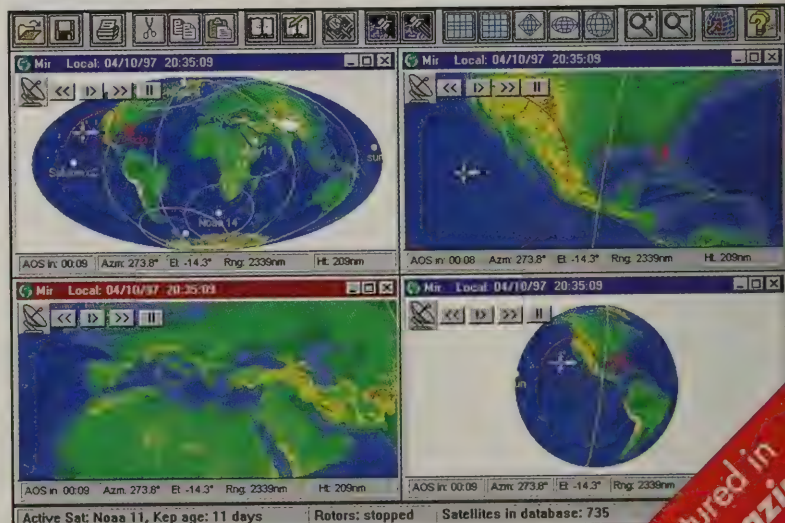 Mir Local: 04/10/97 20:35:09
<< >>
sun
Noaa 14
AOS in: 00:09 Azm: 273.8° El: -14.3° Rng: 2339nm Ht: 209nm
Mir Local: 04/10/97 20:35:09
<< >>
AOS in: 00:08 Azm: 273.8° El: -14.3° Rng: 2339nm Ht: 209nm
Mir Local: 04/10/97 20:35:09
<< >>
AOS in: 00:09 Azm: 273.8° El: -14.3° Rng: 2339nm Ht: 209nm
Mir Local: 04/10/97 20:35:09
<< >>
AOS in: 00:09 Azm: 273.8° El: -14.3° Rng: 2339nm
Active Sat: Noaa 11, Kep age: 11 days Rotors: stopped Satellites in database: 735
in